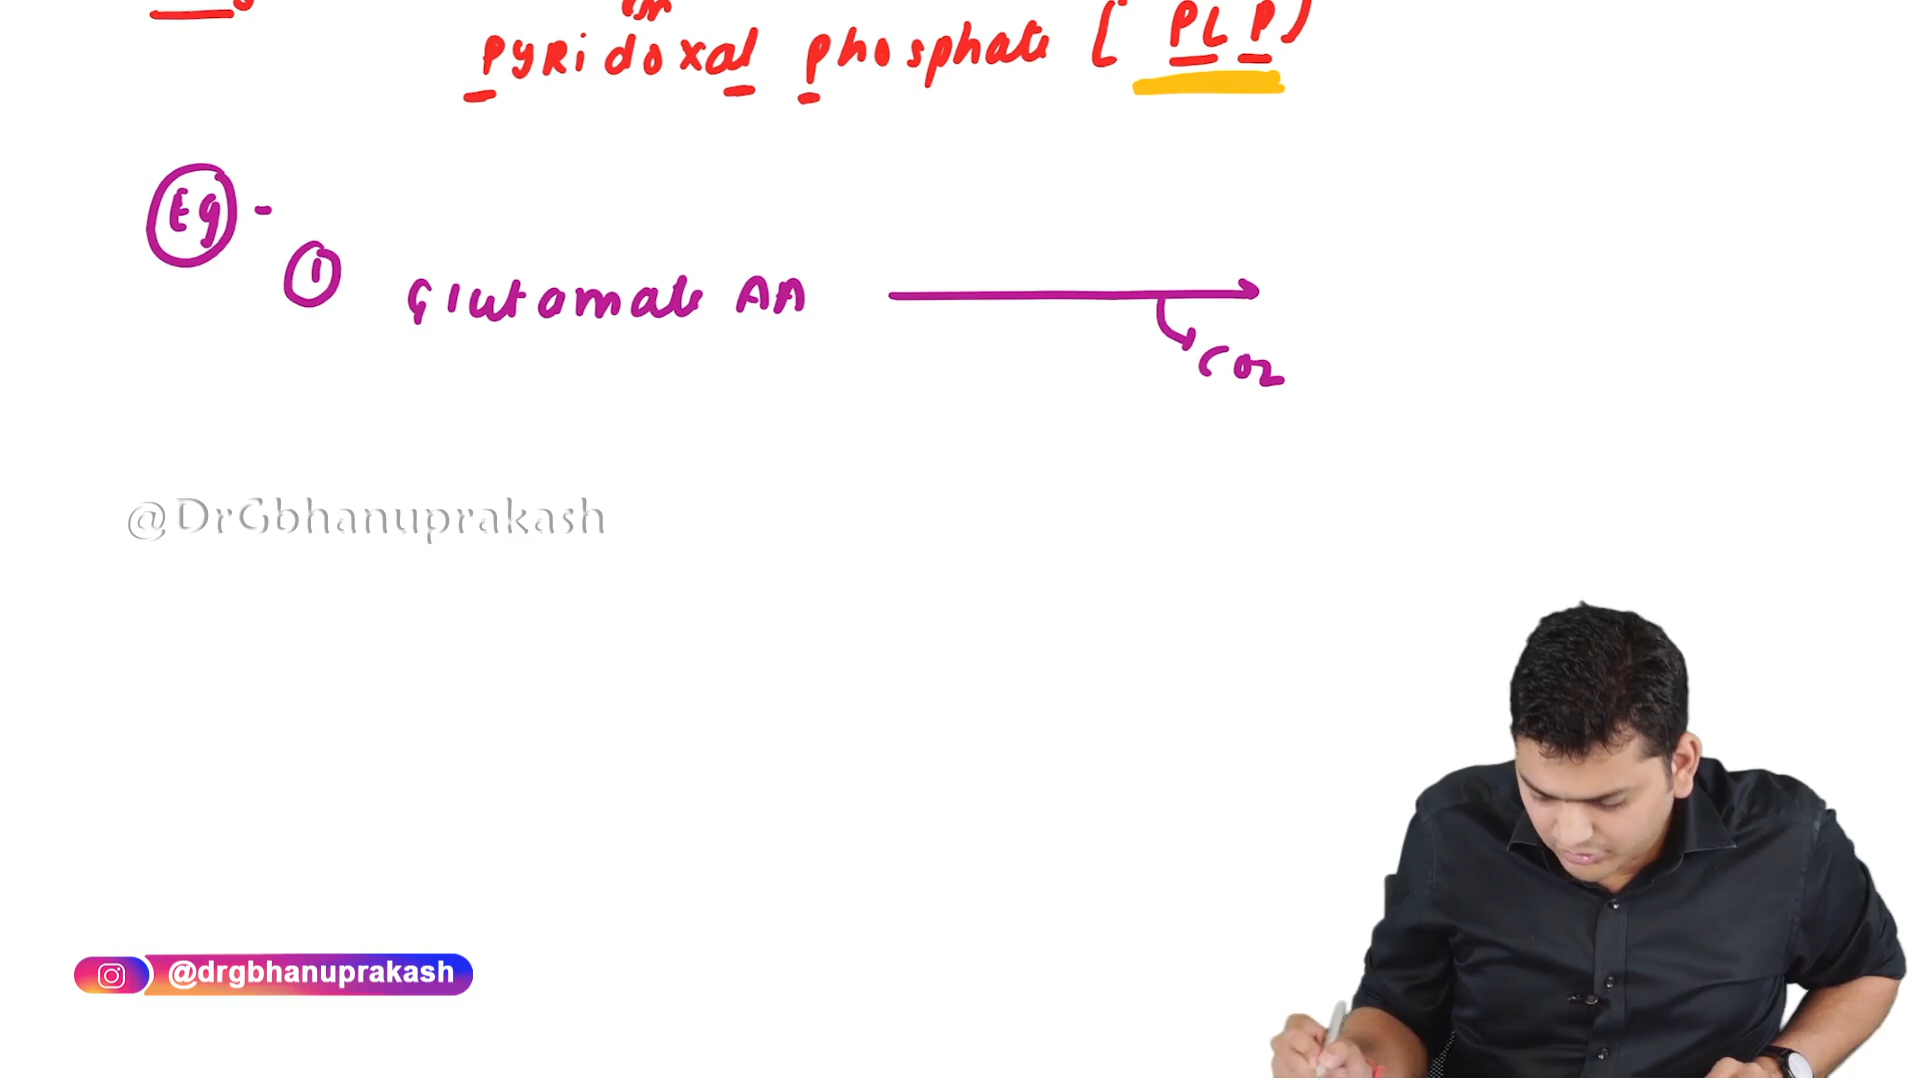 Pyridoxal phosphate ( PLP )
Eg -
1 Glutamate AA
CO2
@DrGbhanuprakash
@drgbhanuprakash